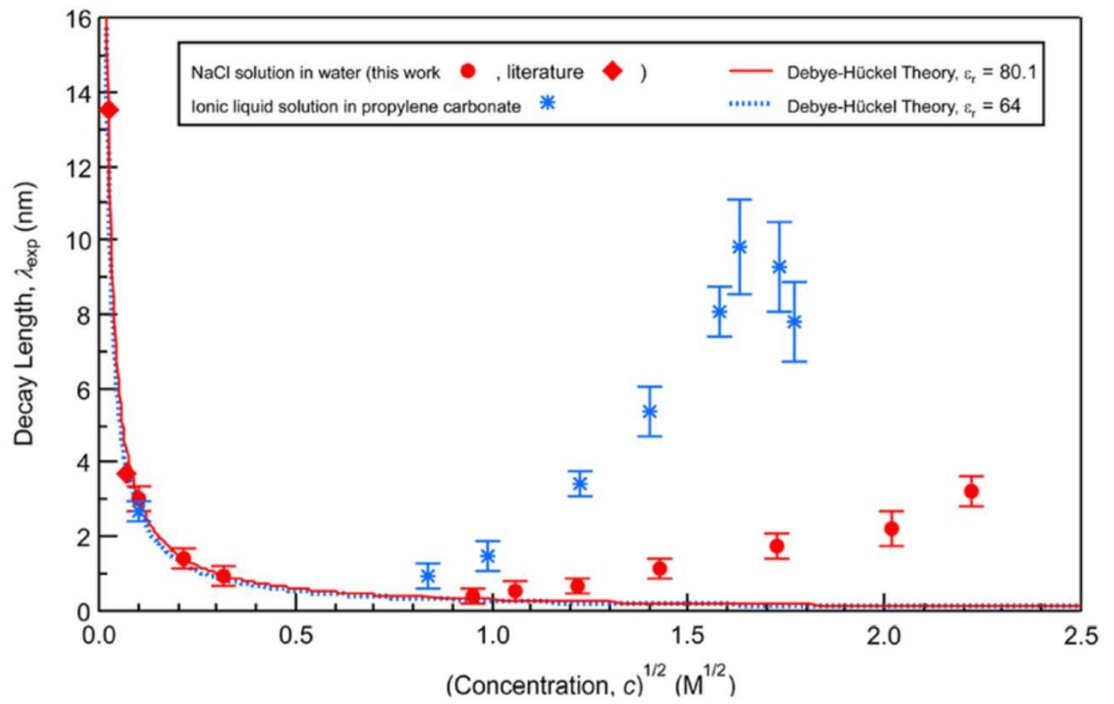 16
14
12
10
8
6
4
2
0
Decay Length, λexp (nm)
NaCl solution in water (this work , literature )
Ionic liquid solution in propylene carbonate
Debye-Hückel Theory, εr = 80.1
Debye-Hückel Theory, εr = 64
0.0 0.5 1.0 1.5 2.0 2.5
(Concentration, c)1/2 (M1/2)